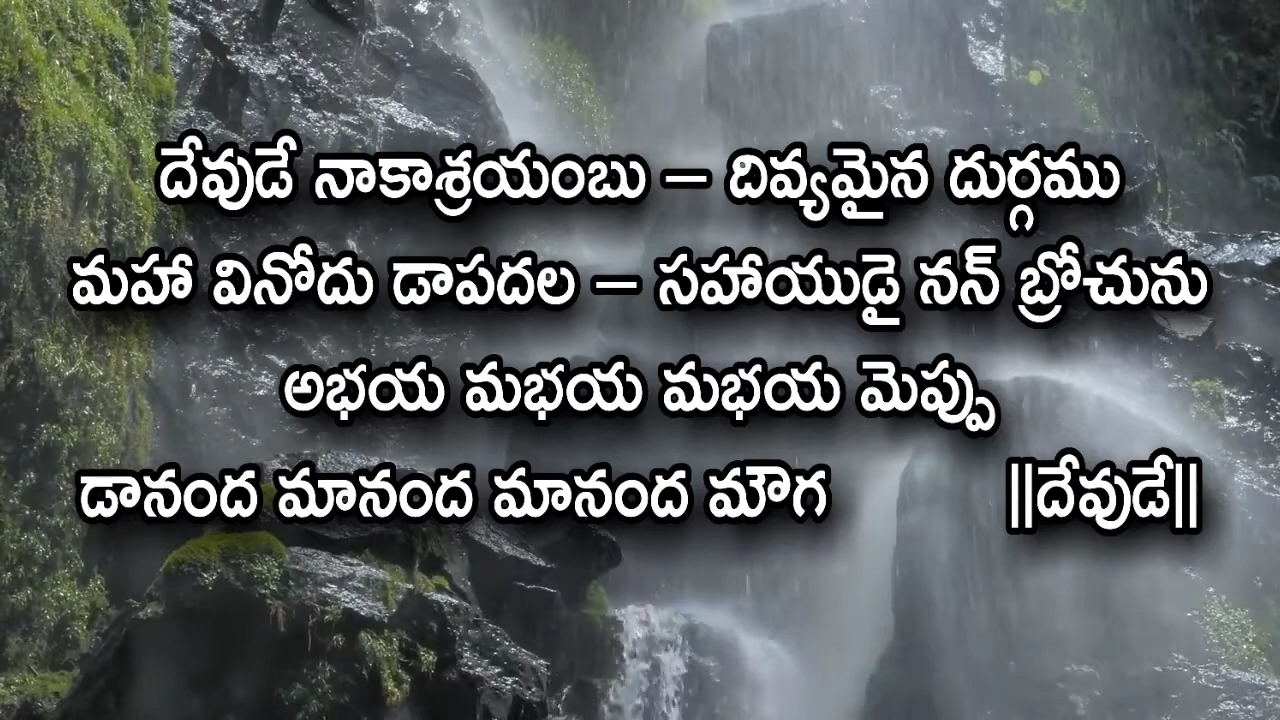 దేవుడే నాకాశ్రయంబు – దివ్యమైన దుర్గము
మహా వినోదు డాపదల – సహాయుడై నన్ బ్రోచును
అభయ మభయ మభయ మెప్పు
డానంద మానంద మానంద మౌగ ||దేవుడే||